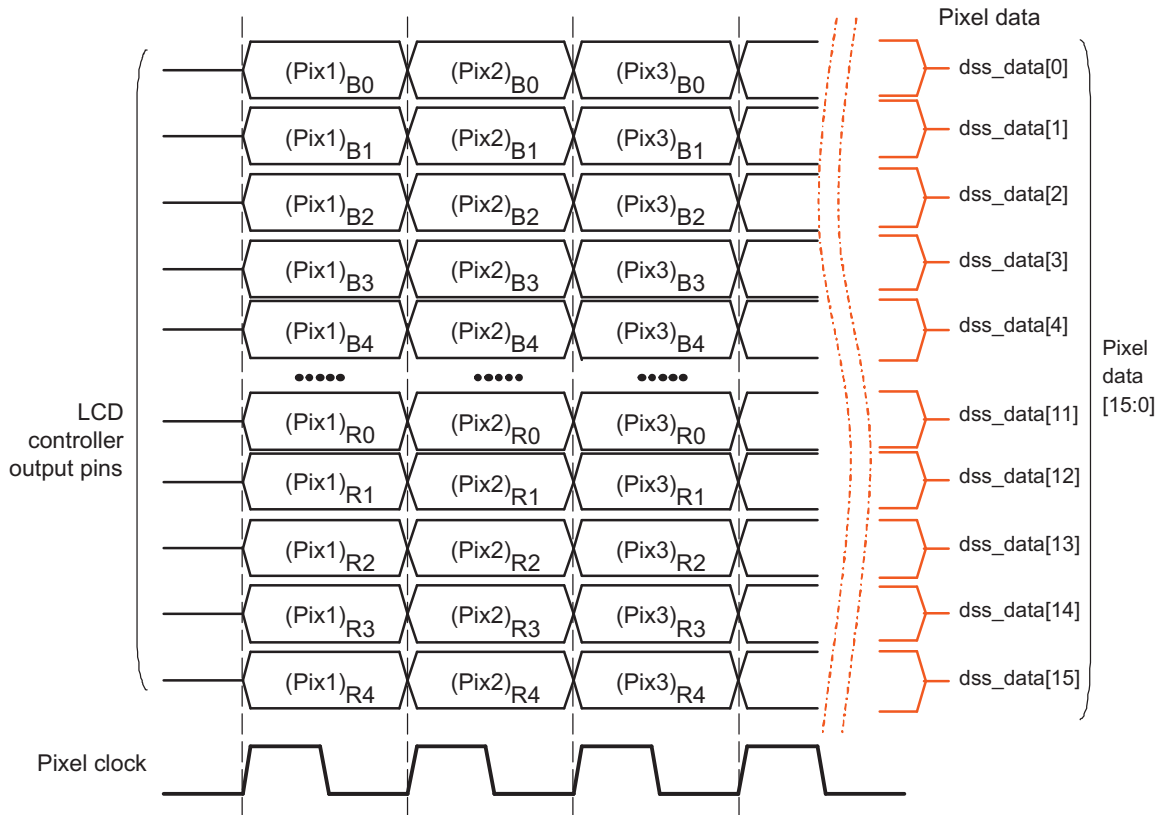 Pixel data
(Pix1)B0 (Pix2)B0 (Pix3)B0 dss_data[0]
(Pix1)B1 (Pix2)B1 (Pix3)B1 dss_data[1]
(Pix1)B2 (Pix2)B2 (Pix3)B2 dss_data[2]
(Pix1)B3 (Pix2)B3 (Pix3)B3 dss_data[3]
(Pix1)B4 (Pix2)B4 (Pix3)B4 dss_data[4]
Pixel
data
[15:0]
LCD
controller
output pins
(Pix1)R0 (Pix2)R0 (Pix3)R0 dss_data[11]
(Pix1)R1 (Pix2)R1 (Pix3)R1 dss_data[12]
(Pix1)R2 (Pix2)R2 (Pix3)R2 dss_data[13]
(Pix1)R3 (Pix2)R3 (Pix3)R3 dss_data[14]
(Pix1)R4 (Pix2)R4 (Pix3)R4 dss_data[15]
Pixel clock